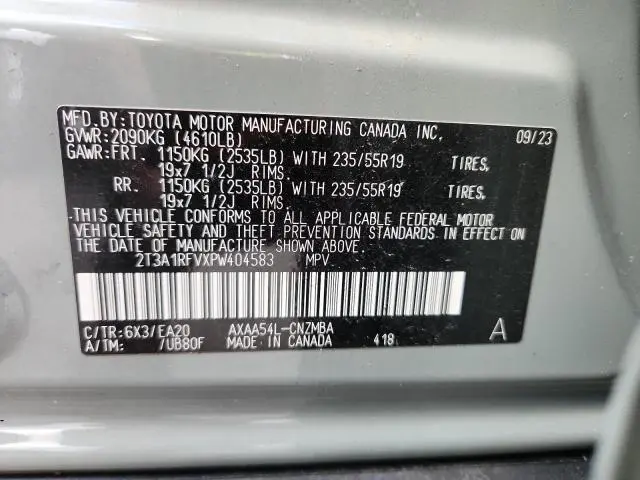 MFD.BY:TOYOTA MOTOR MANUFACTURING CANADA INC. 09/23
GVWR:2090KG (4610LB)
GAWR:FRT. 1150KG (2535LB) WITH 235/55R19 TIRES,
19x7 1/2J RIMS.
RR. 1150KG (2535LB) WITH 235/55R19 TIRES,
19x7 1/2J RIMS.
THIS VEHICLE CONFORMS TO ALL APPLICABLE FEDERAL MOTOR
VEHICLE SAFETY AND THEFT PREVENTION STANDARDS IN EFFECT ON
THE DATE OF MANUFACTURE SHOWN ABOVE.
2T3A1RFVXPW404583 MPV.
C/TR:6X3/EA20 AXAA54L-CNZMBA A
A/TM: /UB80F MADE IN CANADA 418